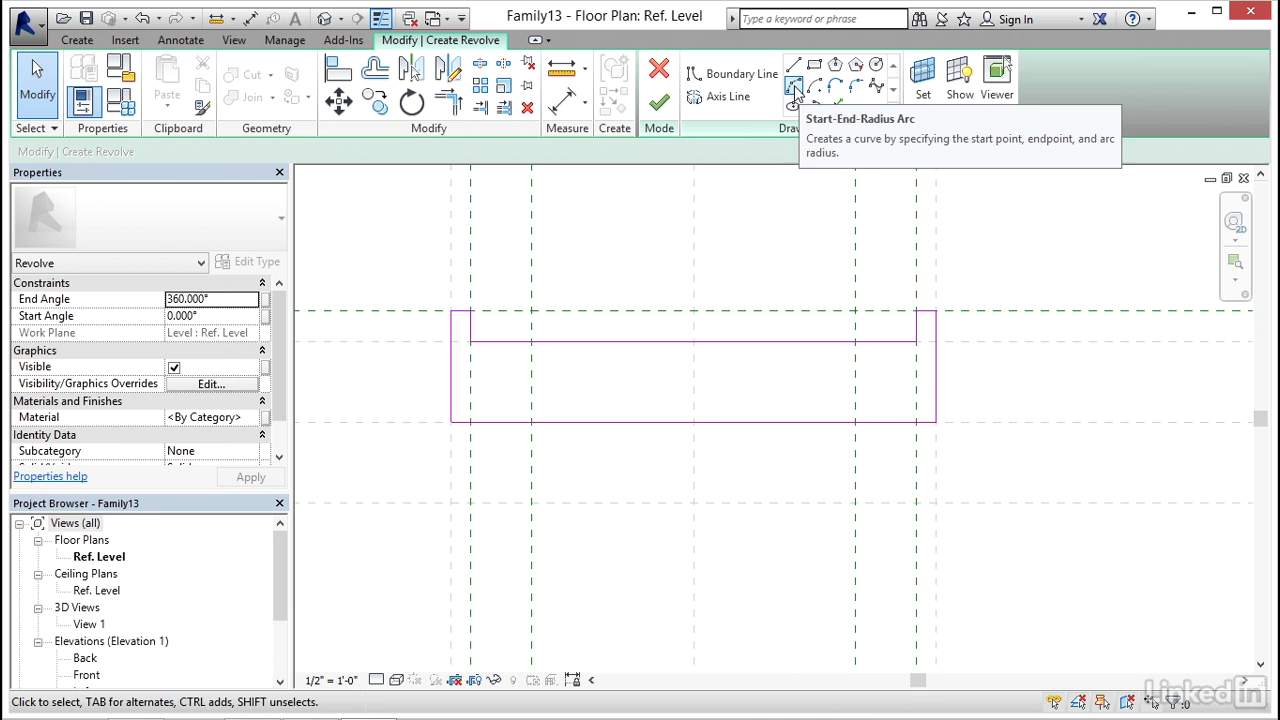 Family13 - Floor Plan: Ref. Level
Type a keyword or phrase
Sign In
Create
Insert
Annotate
View
Manage
Add-Ins
Modify | Create Revolve
Modify
Cut
Join
Boundary Line
Axis Line
Set
Show
Viewer
Create
Select
Properties
Clipboard
Geometry
Modify
Measure
Create
Mode
Draw
Start-End-Radius Arc
Creates a curve by specifying the start point, endpoint, and arc
radius.
Modify | Create Revolve
Properties
Revolve
Edit Type
Constraints
End Angle 360.000°
Start Angle 0.000°
Work Plane Level : Ref. Level
Graphics
Visible
Visibility/Graphics Overrides Edit...
Materials and Finishes
Material <By Category>
Identity Data
Subcategory None
Properties help
Apply
Project Browser - Family13
Views (all)
Floor Plans
Ref. Level
Ceiling Plans
Ref. Level
3D Views
View 1
Elevations (Elevation 1)
Back
Front
2D
1/2" = 1'-0"
Click to select, TAB for alternates, CTRL adds, SHIFT unselects.
:0
LinkedIn